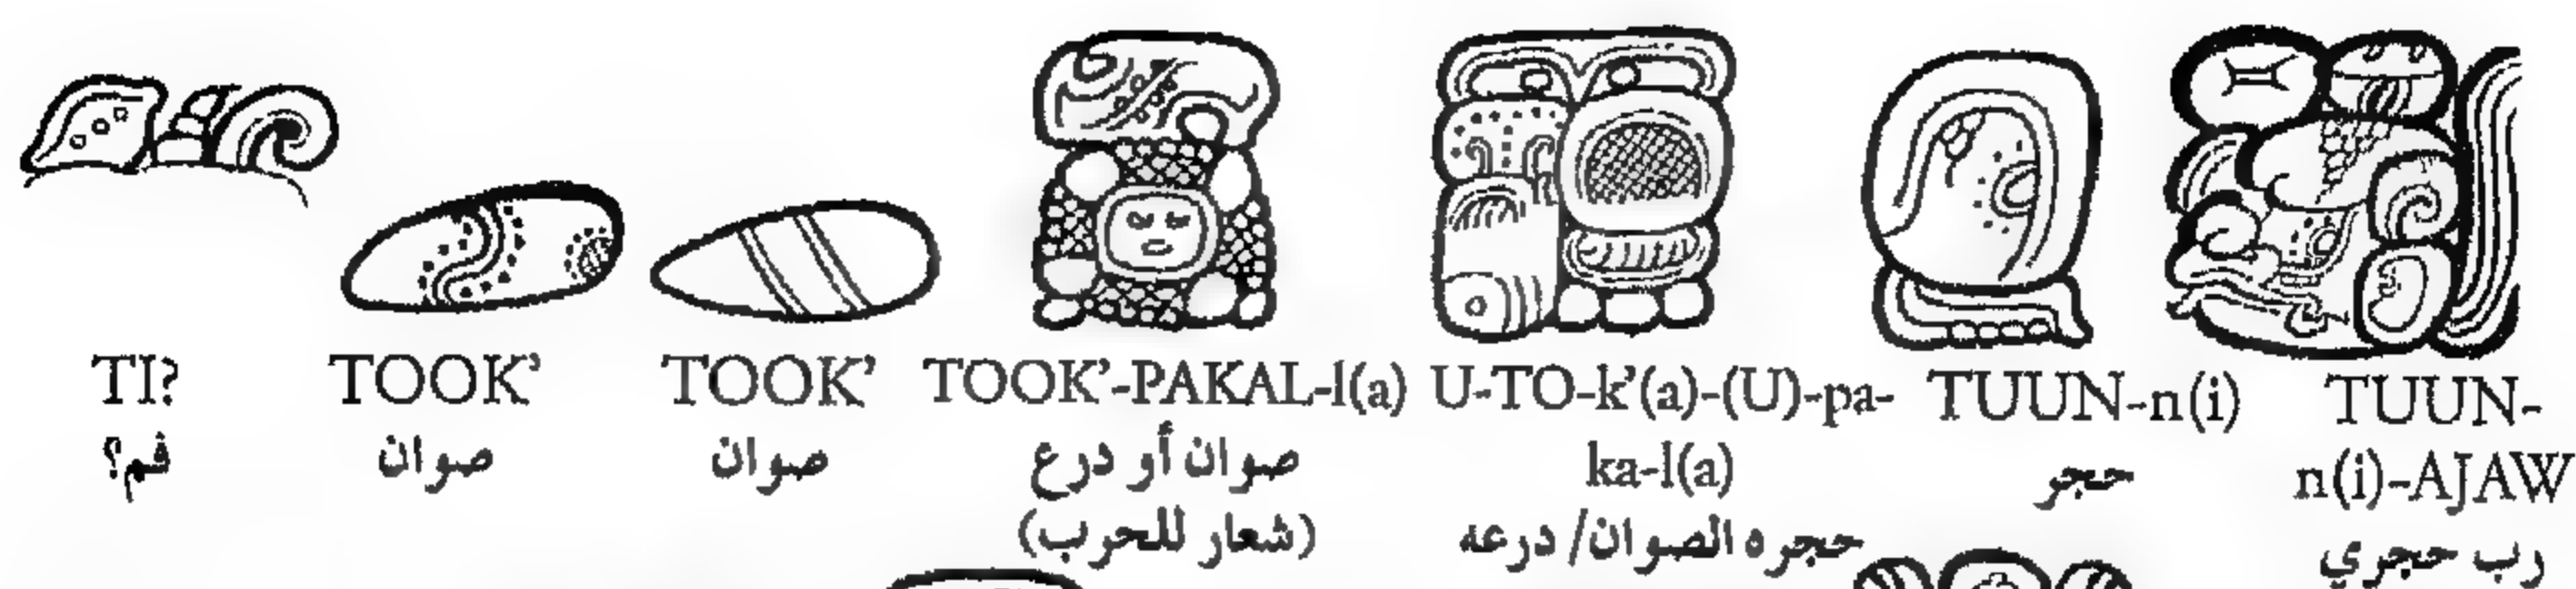 TI? TOOK’ TOOK’ TOOK’-PAKAL-l(a) U-TO-k’(a)-(U)-pa- TUUN-n(i) TUUN-
فم؟ صوان صوان صوان أو درع ka-l(a) حجر n(i)-AJAW
(شعار للحرب) حجره الصوان/ درعه رب حجري